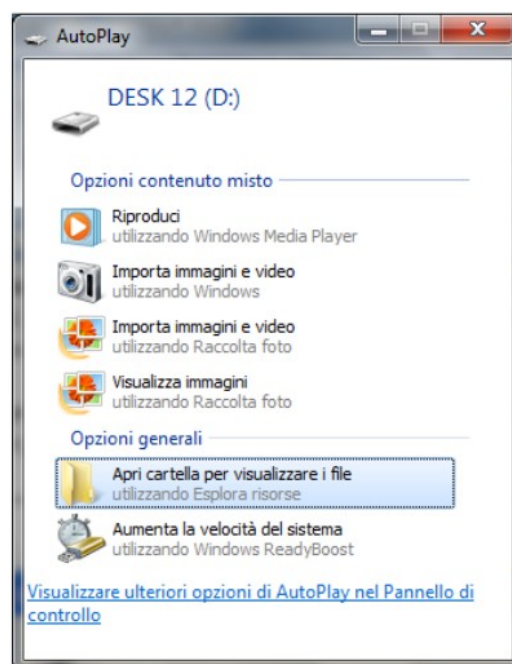 AutoPlay
DESK 12 (D:)
Opzioni contenuto misto
Riproduci
utilizzando Windows Media Player
Importa immagini e video
utilizzando Windows
Importa immagini e video
utilizzando Raccolta foto
Visualizza immagini
utilizzando Raccolta foto
Opzioni generali
Apri cartella per visualizzare i file
utilizzando Esplora risorse
Aumenta la velocità del sistema
utilizzando Windows ReadyBoost
Visualizzare ulteriori opzioni di AutoPlay nel Pannello di
controllo